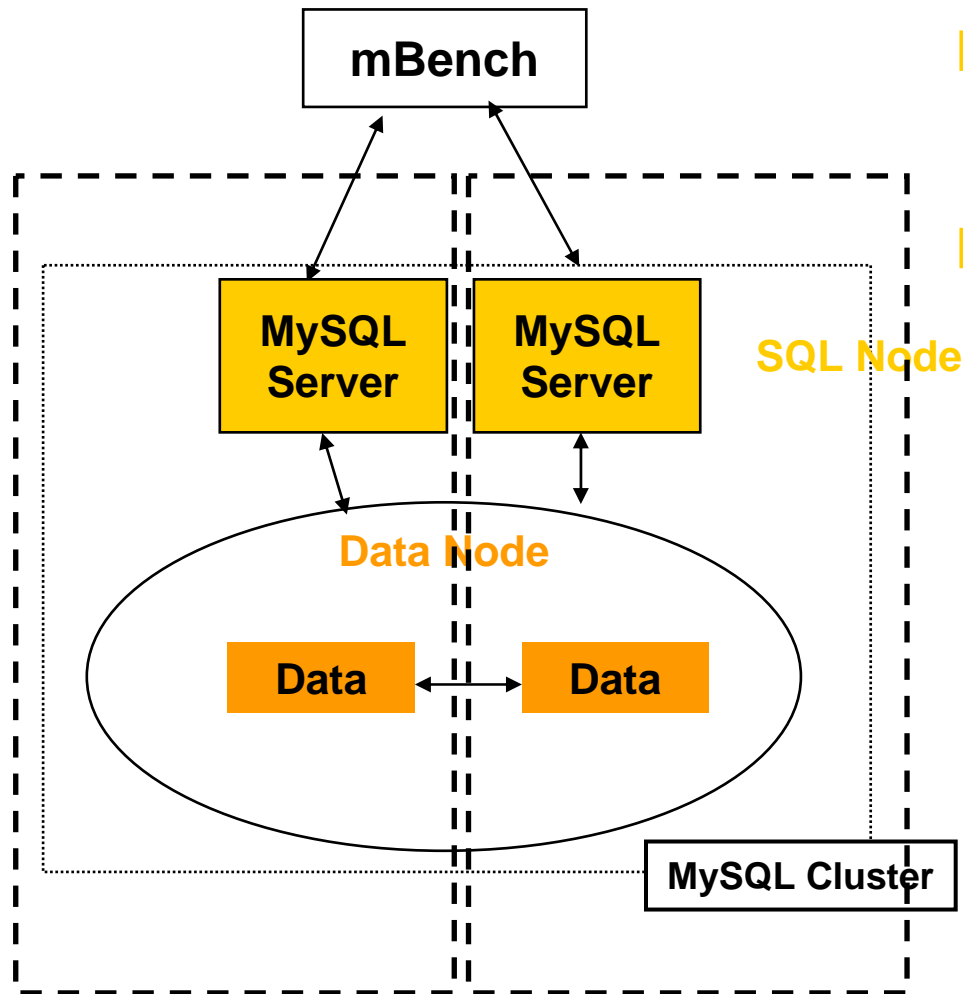 mBench
MySQL
Server
MySQL
Server
SQL Node
Data Node
Data
Data
MySQL Cluster